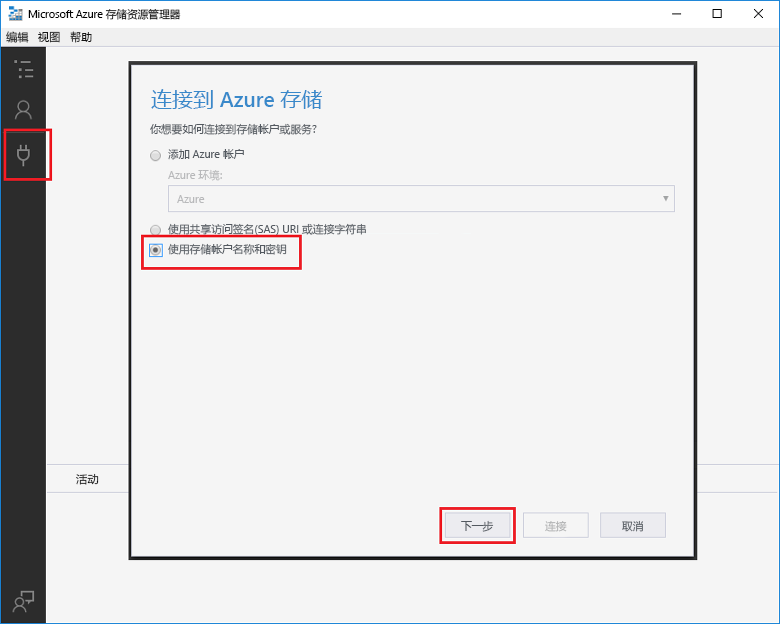 Microsoft Azure 存储资源管理器
编辑 视图 帮助
连接到 Azure 存储
你想要如何连接到存储帐户或服务?
添加 Azure 帐户
Azure 环境:
Azure
使用共享访问签名(SAS) URI 或连接字符串
使用存储帐户名称和密钥
活动
下一步 连接 取消